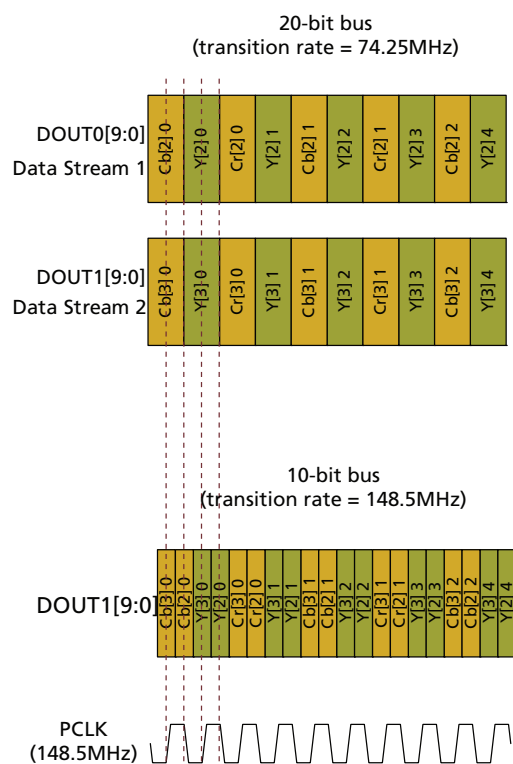 20-bit bus
(transition rate = 74.25MHz)
DOUT0[9:0]
Data Stream 1
Cb[2] 0
Y[2] 0
Cr[2] 0
Y[2] 1
Cb[2] 1
Y[2] 2
Cr[2] 1
Y[2] 3
Cb[2] 2
Y[2] 4
DOUT1[9:0]
Data Stream 2
Cb[3] 0
Y[3] 0
Cr[3] 0
Y[3] 1
Cb[3] 1
Y[3] 2
Cr[3] 1
Y[3] 3
Cb[3] 2
Y[3] 4
10-bit bus
(transition rate = 148.5MHz)
DOUT1[9:0]
Cb[3] 0
Cb[2] 0
Y[3] 0
Y[2] 0
Cr[3] 0
Cr[2] 0
Y[3] 1
Y[2] 1
Cb[3] 1
Cb[2] 1
Y[3] 2
Y[2] 2
Cr[3] 1
Cr[2] 1
Y[3] 3
Y[2] 3
Cb[3] 2
Cb[2] 2
Y[3] 4
Y[2] 4
PCLK
(148.5MHz)